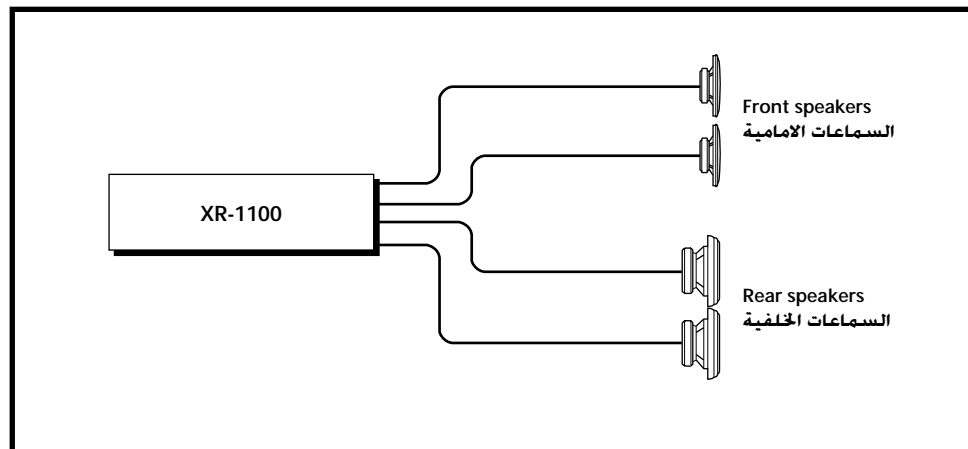 Front speakers
السماعات الامامية
XR-1100
Rear speakers
السماعات الخلفية